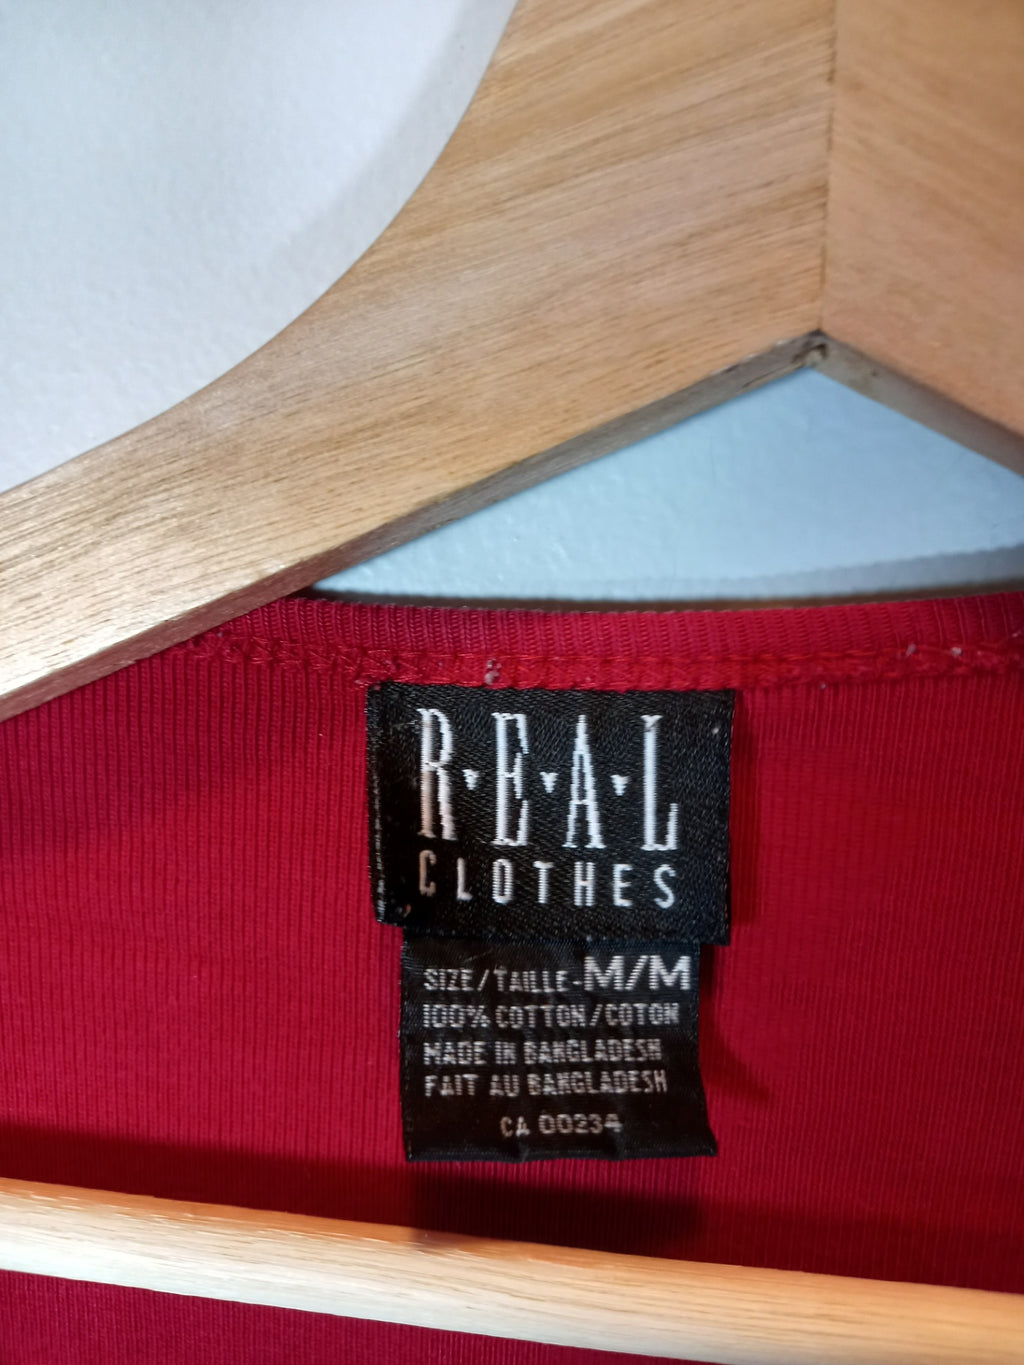 R▾E▾A▾L
CLOTHES
SIZE/TAILLE-M/M
100% COTTON/COTON
MADE IN BANGLADESH
FAIT AU BANGLADESH
CA 00234